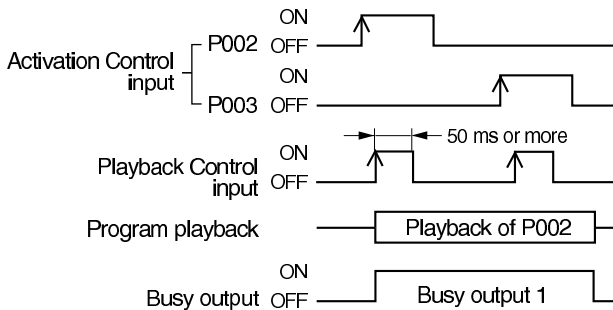 ON
P002 OFF
Activation Control
input
ON
P003 OFF
50 ms or more
ON
Playback Control
input
OFF
Program playback
Playback of P002
ON
Busy output OFF
Busy output 1